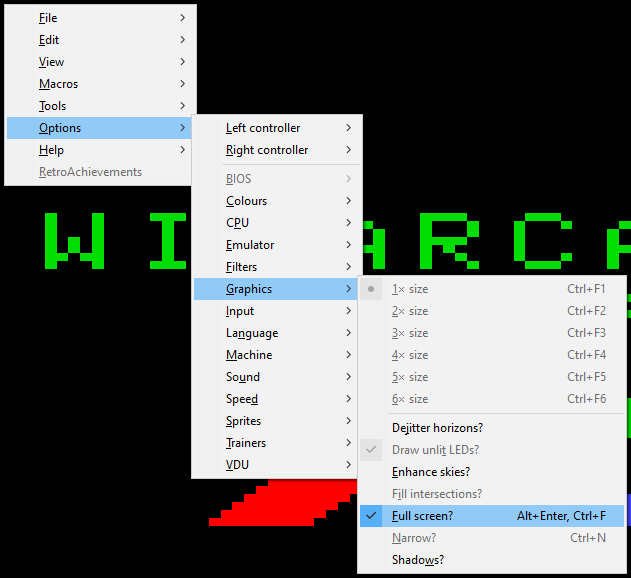 File
Edit
View
Macros
Tools
Options
Help
RetroAchievements
Left controller
Right controller
BIOS
Colours
CPU
Emulator
Filters
Graphics
Input
Language
Machine
Sound
Speed
Sprites
Trainers
VDU
W I ARCA
1× size Ctrl+F1
2× size Ctrl+F2
3× size Ctrl+F3
4× size Ctrl+F4
5× size Ctrl+F5
6× size Ctrl+F6
Dejitter horizons?
Draw unlit LEDs?
Enhance skies?
Fill intersections?
Full screen? Alt+Enter, Ctrl+F
Narrow? Ctrl+N
Shadows?